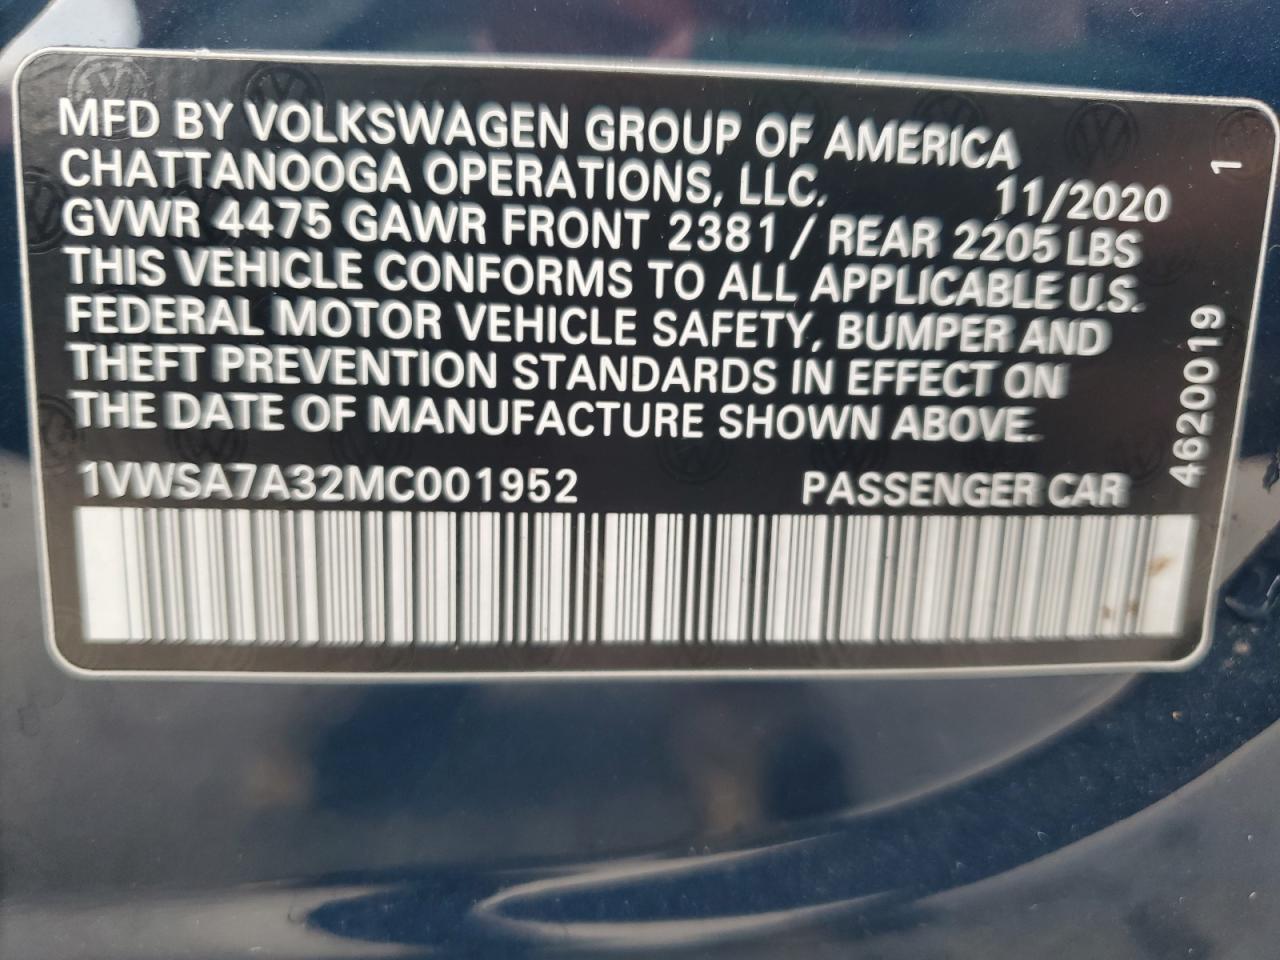 MFD BY VOLKSWAGEN GROUP OF AMERICA
CHATTANOOGA OPERATIONS, LLC. 11/2020
GVWR 4475 GAWR FRONT 2381 / REAR 2205 LBS
THIS VEHICLE CONFORMS TO ALL APPLICABLE U.S.
FEDERAL MOTOR VEHICLE SAFETY, BUMPER AND
THEFT PREVENTION STANDARDS IN EFFECT ON
THE DATE OF MANUFACTURE SHOWN ABOVE.
1VWSA7A32MC001952 PASSENGER CAR
4620019 1